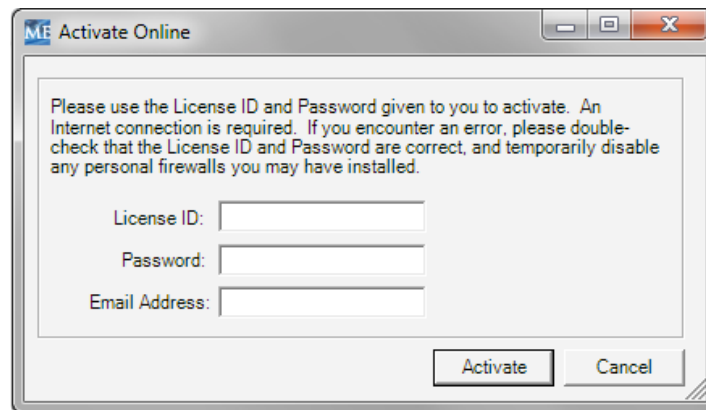 ME Activate Online
Please use the License ID and Password given to you to activate. An
Internet connection is required. If you encounter an error, please double-
check that the License ID and Password are correct, and temporarily disable
any personal firewalls you may have installed.
License ID:
Password:
Email Address:
Activate Cancel